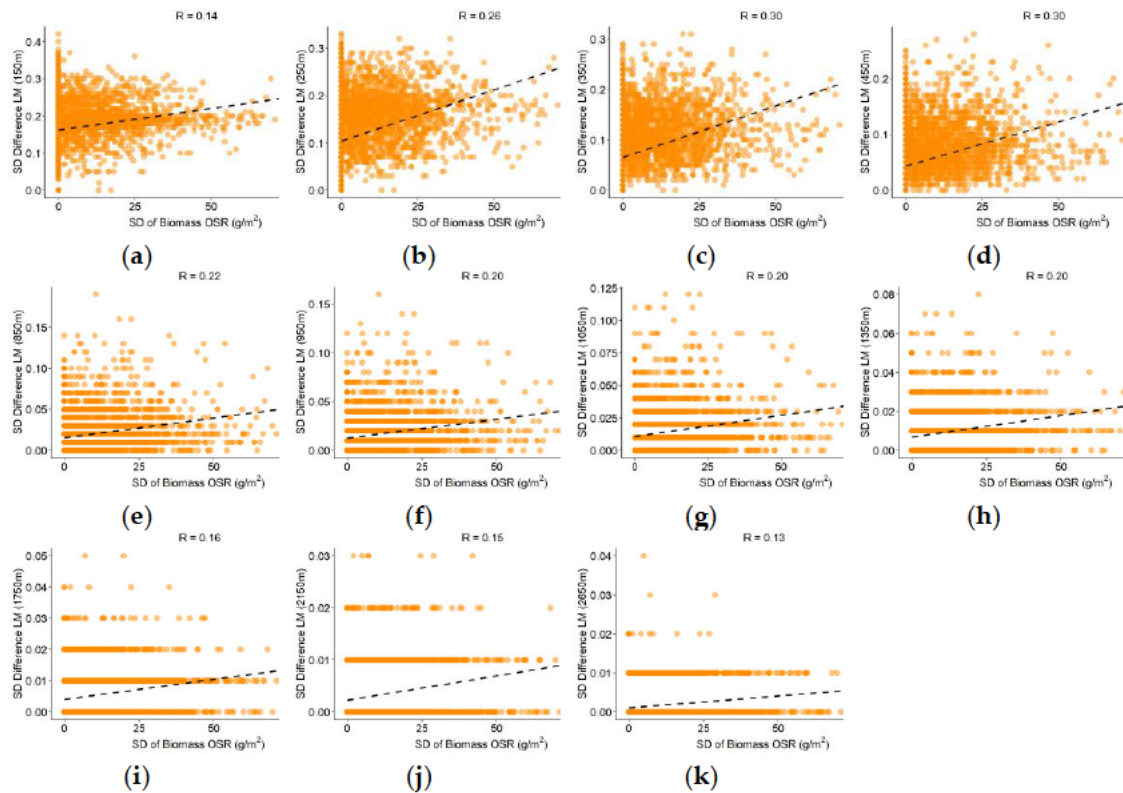 R = 0.14
SD Difference LM (150m)
0.4
0.3
0.2
0.1
0.0
0 25 50
SD of Biomass OSR (g/m²)
(a)
R = 0.26
SD Difference LM (250m)
0.3
0.2
0.1
0.0
0 25 50
SD of Biomass OSR (g/m²)
(b)
R = 0.30
SD Difference LM (350m)
0.3
0.2
0.1
0.0
0 25 50
SD of Biomass OSR (g/m²)
(c)
R = 0.30
SD Difference LM (450m)
0.2
0.1
0.0
0 25 50
SD of Biomass OSR (g/m²)
(d)
R = 0.22
SD Difference LM (850m)
0.15
0.10
0.05
0.00
0 25 50
SD of Biomass OSR (g/m²)
(e)
R = 0.20
SD Difference LM (950m)
0.15
0.10
0.05
0.00
0 25 50
SD of Biomass OSR (g/m²)
(f)
R = 0.20
SD Difference LM (1050m)
0.125
0.100
0.075
0.050
0.025
0.000
0 25 50
SD of Biomass OSR (g/m²)
(g)
R = 0.20
SD Difference LM (1350m)
0.08
0.06
0.04
0.02
0.00
0 25 50
SD of Biomass OSR (g/m²)
(h)
R = 0.16
SD Difference LM (1750m)
0.05
0.04
0.03
0.02
0.01
0.00
0 25 50
SD of Biomass OSR (g/m²)
(i)
R = 0.15
SD Difference LM (2150m)
0.03
0.02
0.01
0.00
0 25 50
SD of Biomass OSR (g/m²)
(j)
R = 0.13
SD Difference LM (2650m)
0.04
0.03
0.02
0.01
0.00
0 25 50
SD of Biomass OSR (g/m²)
(k)